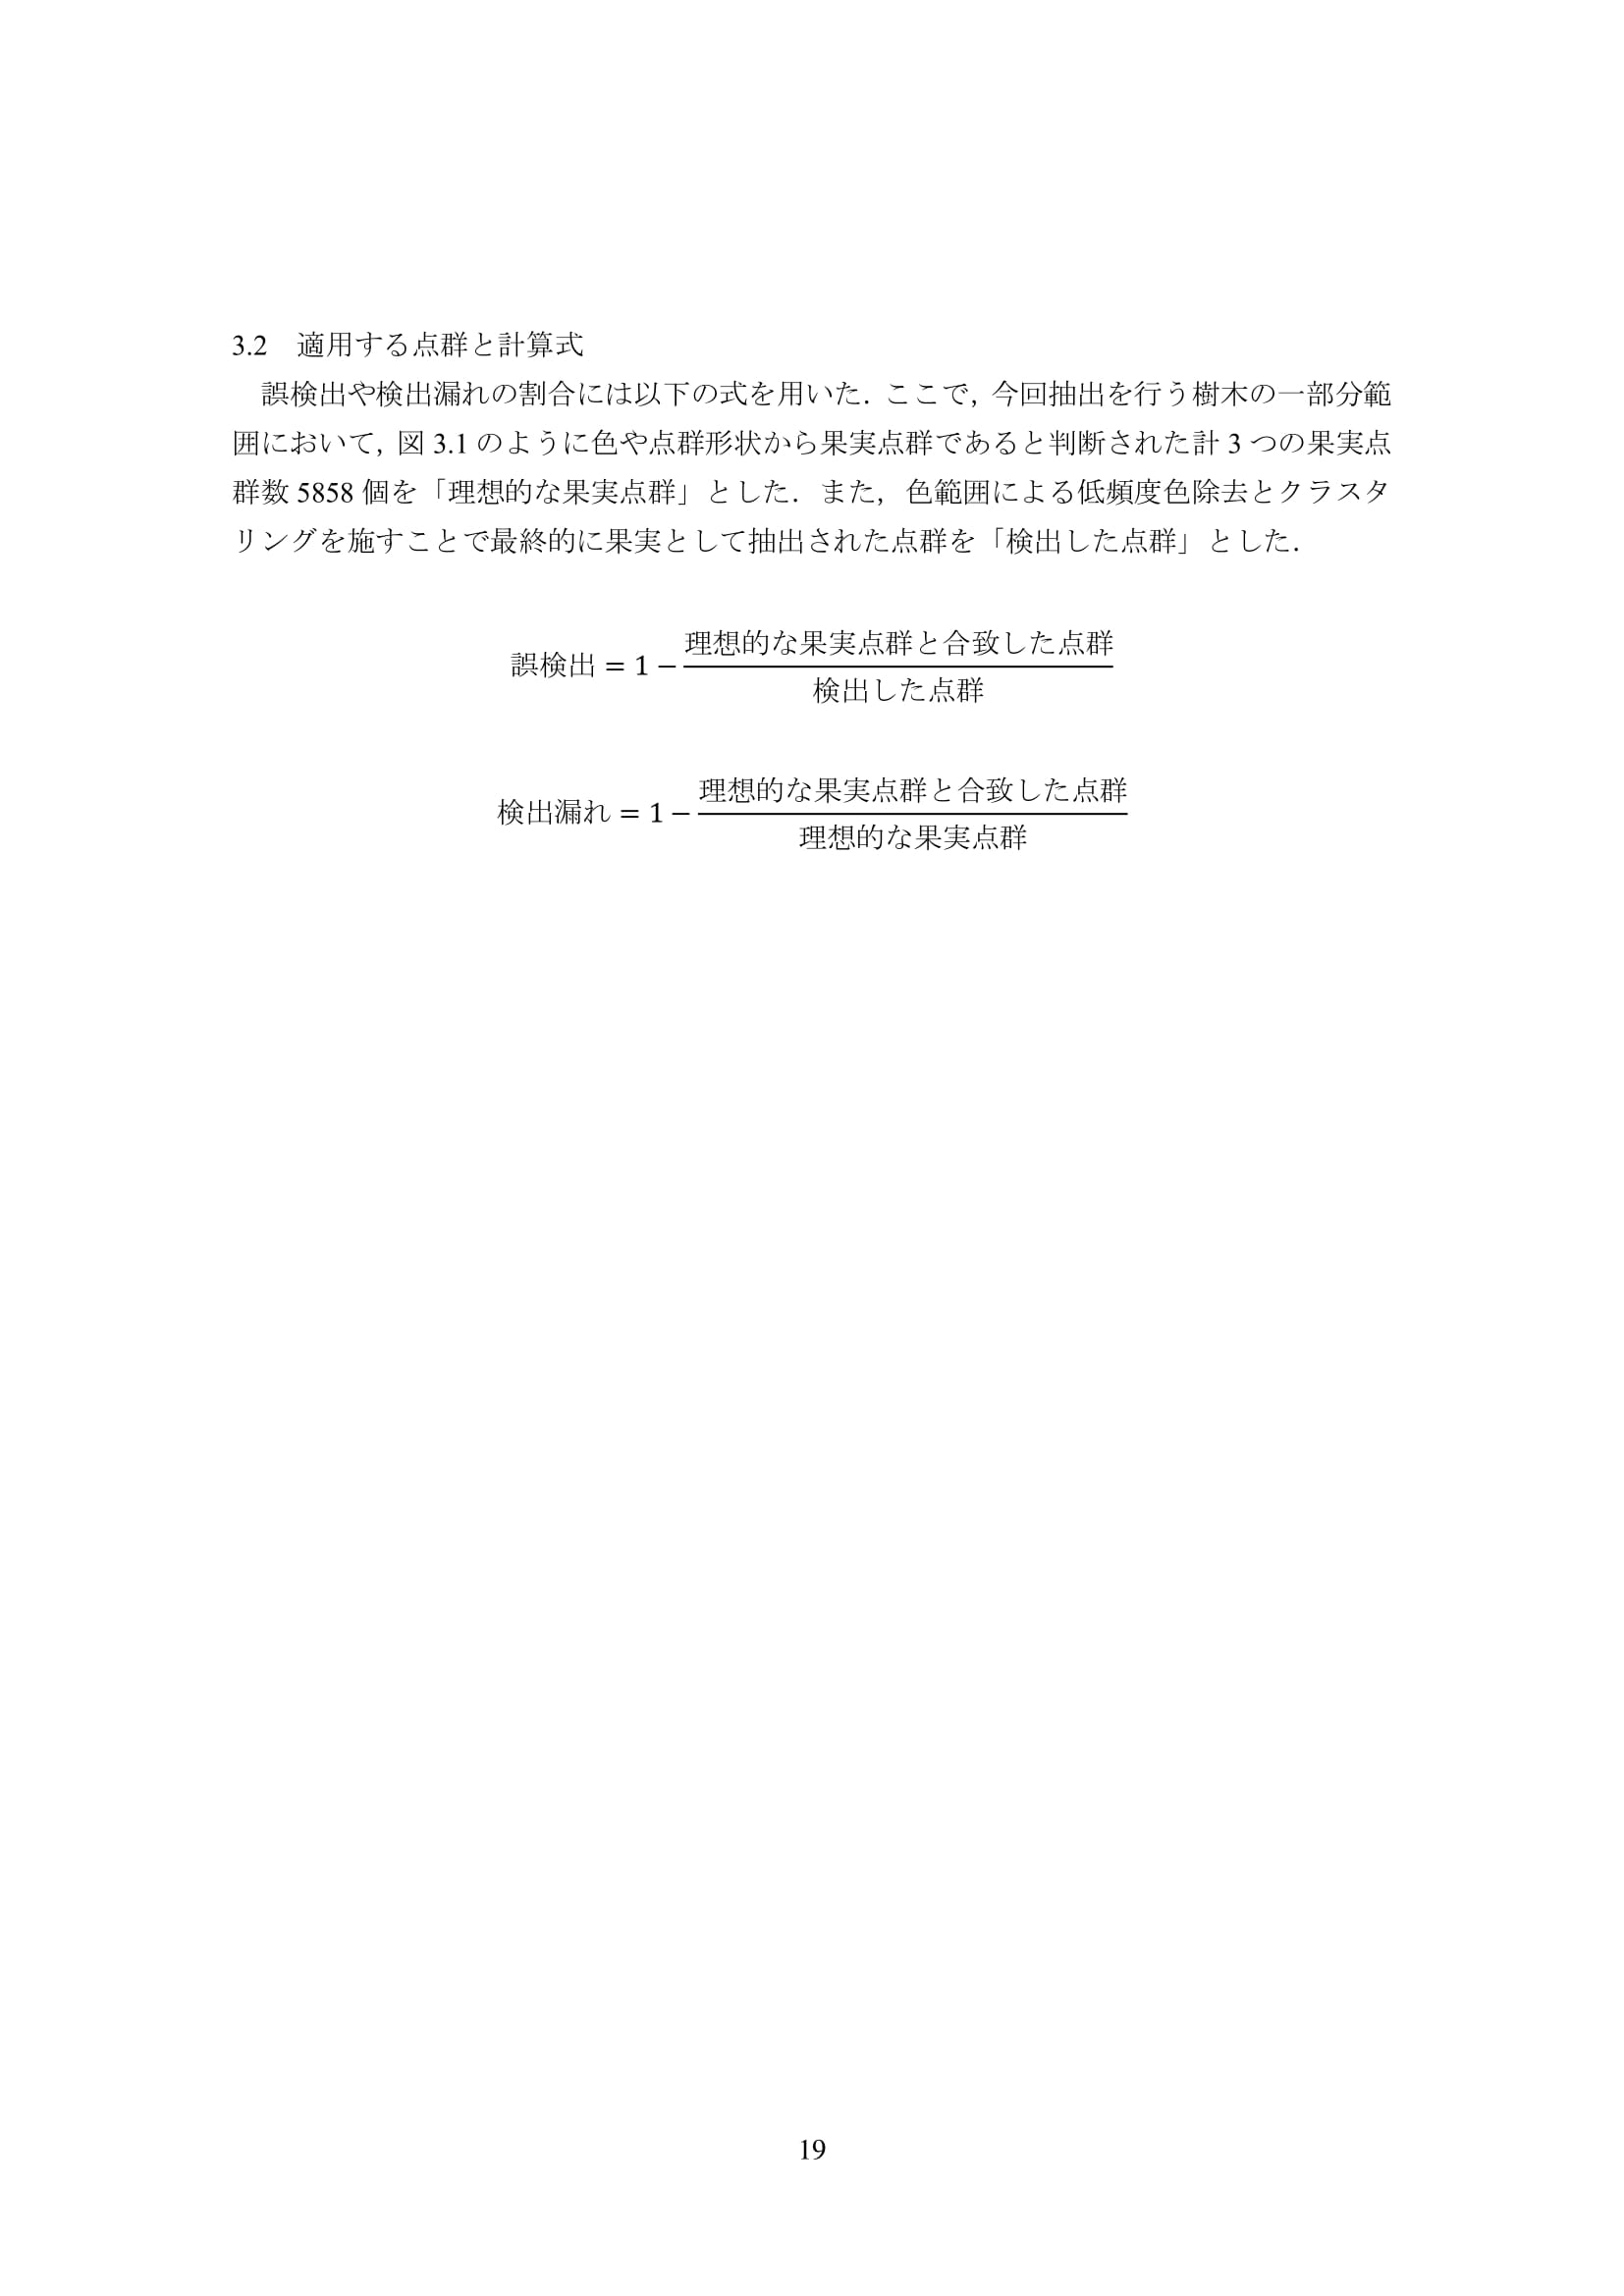 3.2　適用する点群と計算式
　誤検出や検出漏れの割合には以下の式を用いた．ここで，今回抽出を行う樹木の一部分範
囲において，図 3.1 のように色や点群形状から果実点群であると判断された計 3 つの果実点
群数 5858 個を「理想的な果実点群」とした．また，色範囲による低頻度色除去とクラスタ
リングを施すことで最終的に果実として抽出された点群を「検出した点群」とした．
理想的な果実点群と合致した点群
誤検出 = 1 −
検出した点群
理想的な果実点群と合致した点群
検出漏れ = 1 −
理想的な果実点群
19